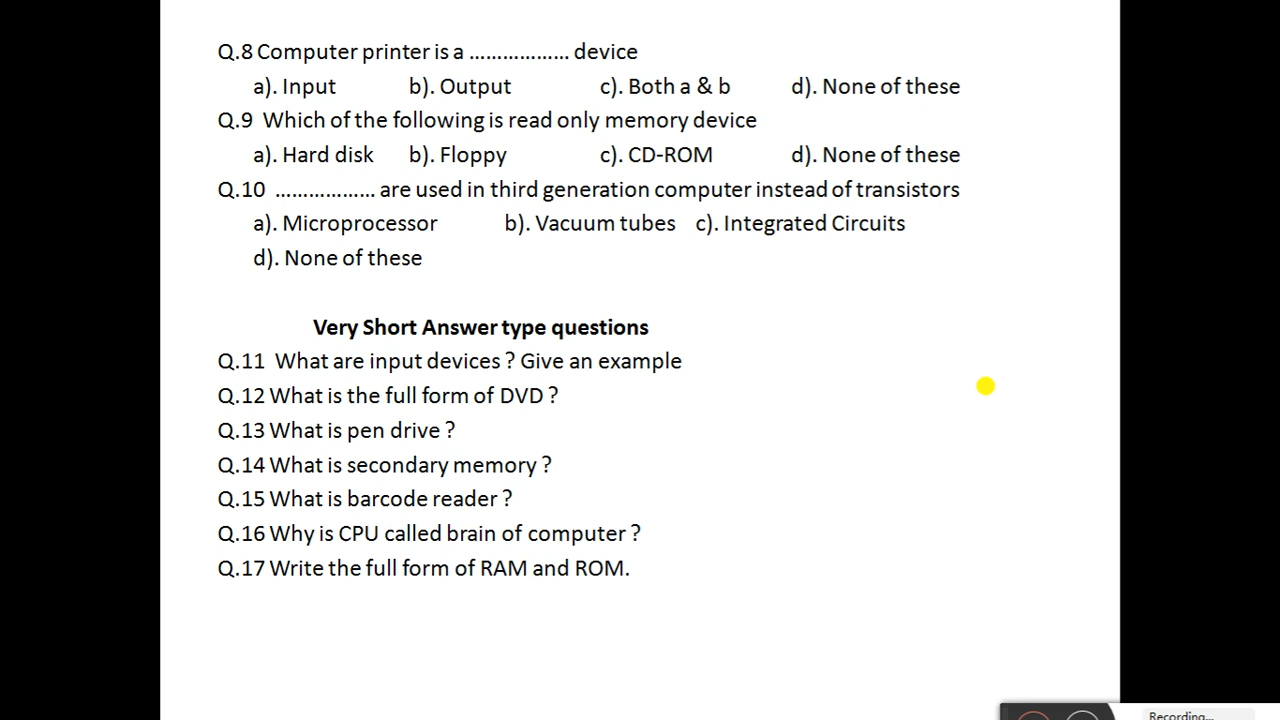 Q.8 Computer printer is a .................. device
a). Input b). Output c). Both a & b d). None of these
Q.9 Which of the following is read only memory device
a). Hard disk b). Floppy c). CD-ROM d). None of these
Q.10 .................. are used in third generation computer instead of transistors
a). Microprocessor b). Vacuum tubes c). Integrated Circuits
d). None of these
Very Short Answer type questions
Q.11 What are input devices ? Give an example
Q.12 What is the full form of DVD ?
Q.13 What is pen drive ?
Q.14 What is secondary memory ?
Q.15 What is barcode reader ?
Q.16 Why is CPU called brain of computer ?
Q.17 Write the full form of RAM and ROM.
Recording...